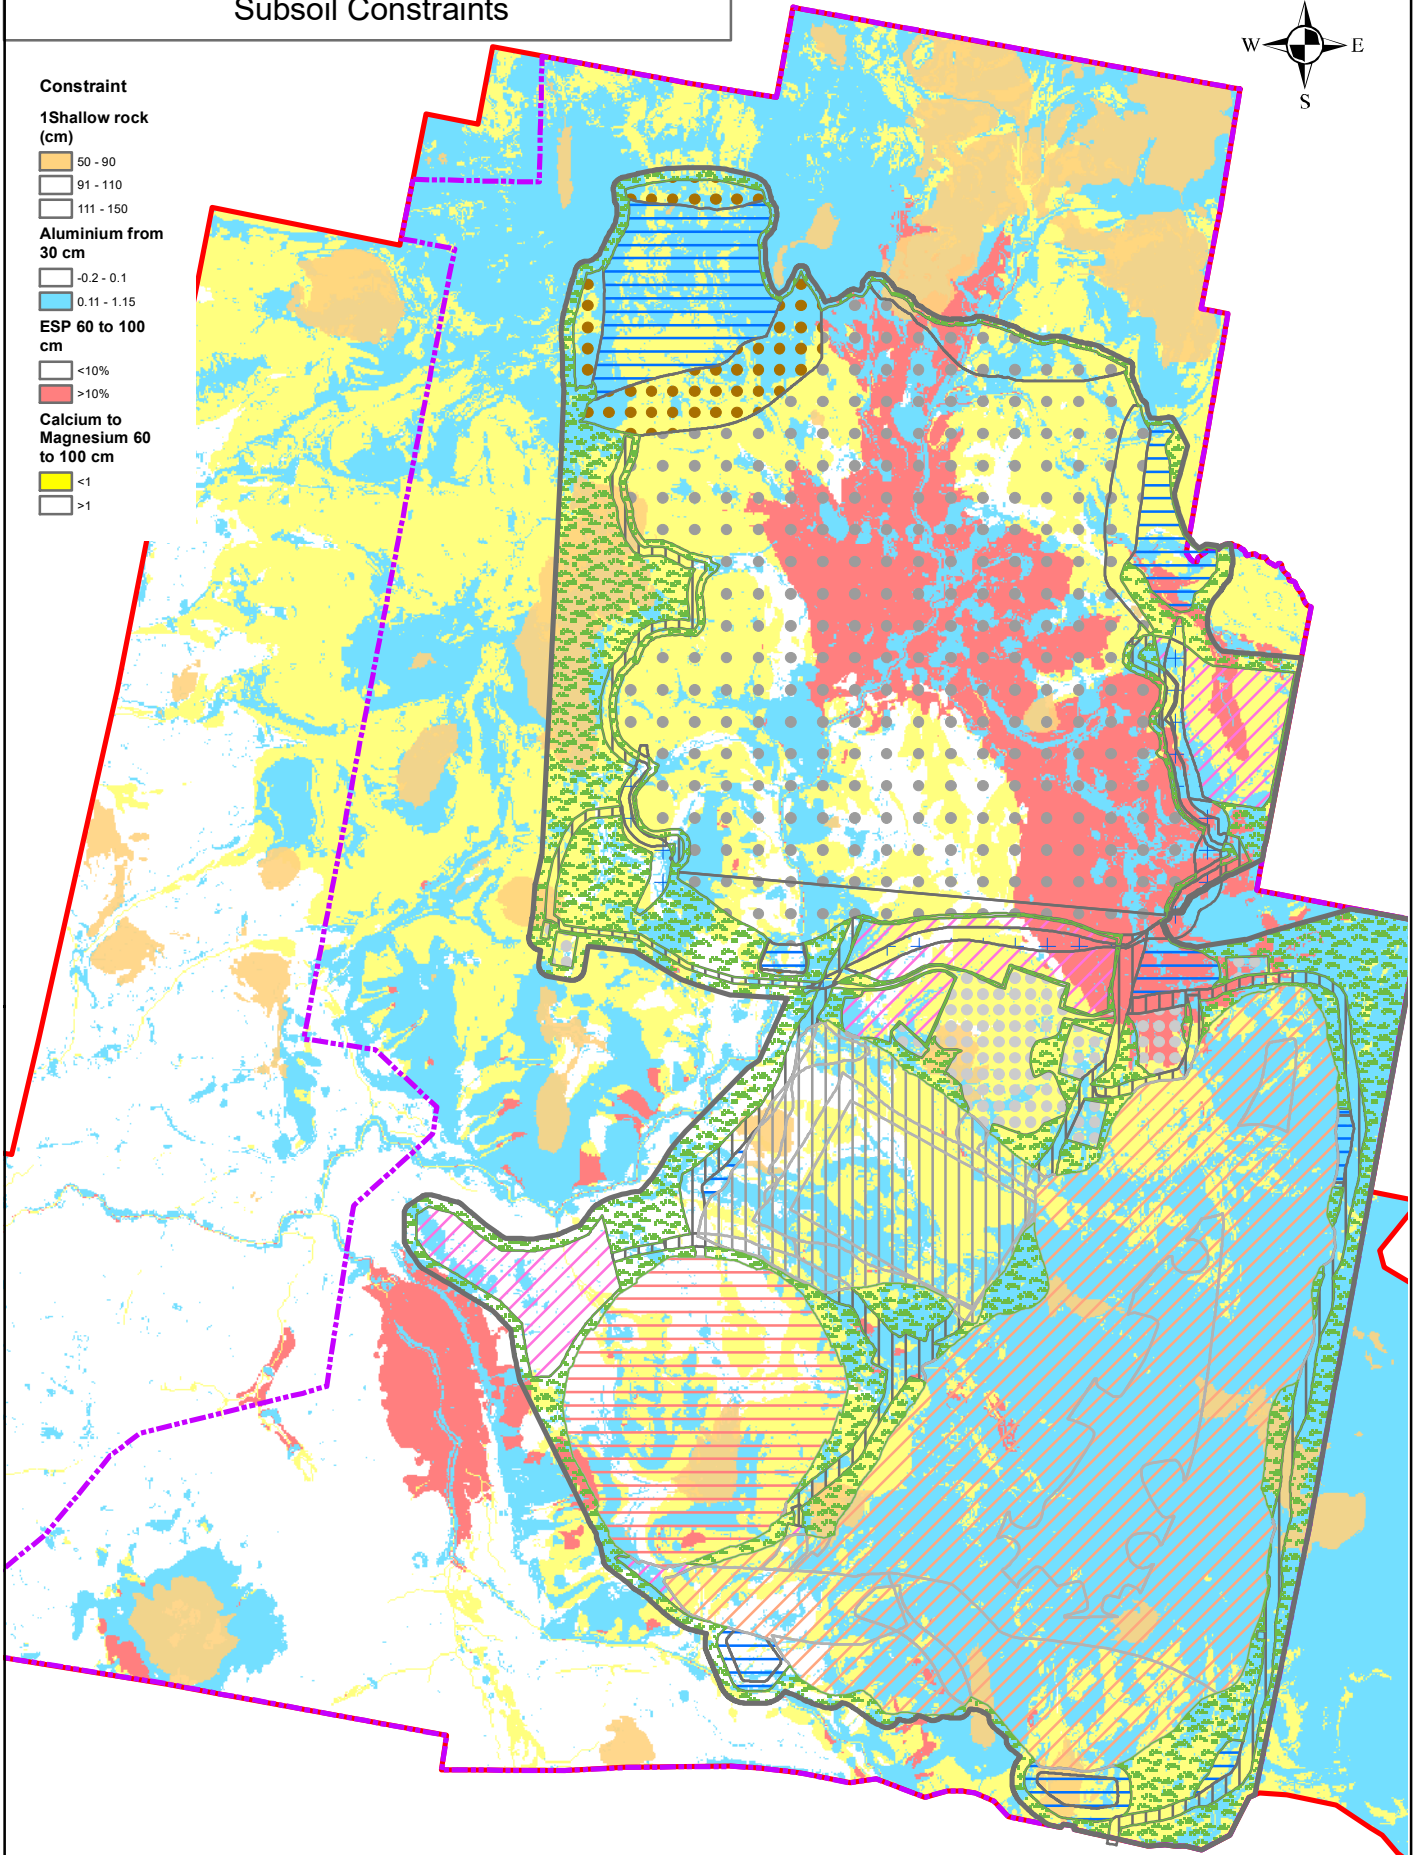 Subsoil Constraints
W
E
S
Constraint
1Shallow rock
(cm)
50 - 90
91 - 110
111 - 150
Aluminium from
30 cm
-0.2 - 0.1
0.11 - 1.15
ESP 60 to 100
cm
<10%
>10%
Calcium to
Magnesium 60
to 100 cm
<1
>1